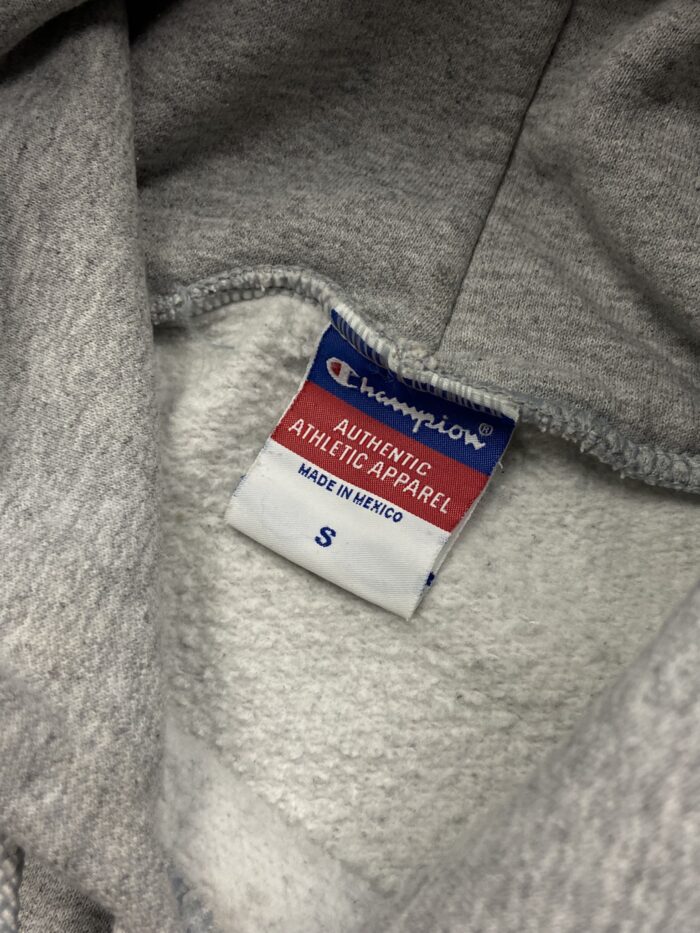 Champion®
AUTHENTIC
ATHLETIC APPAREL
MADE IN MEXICO
S